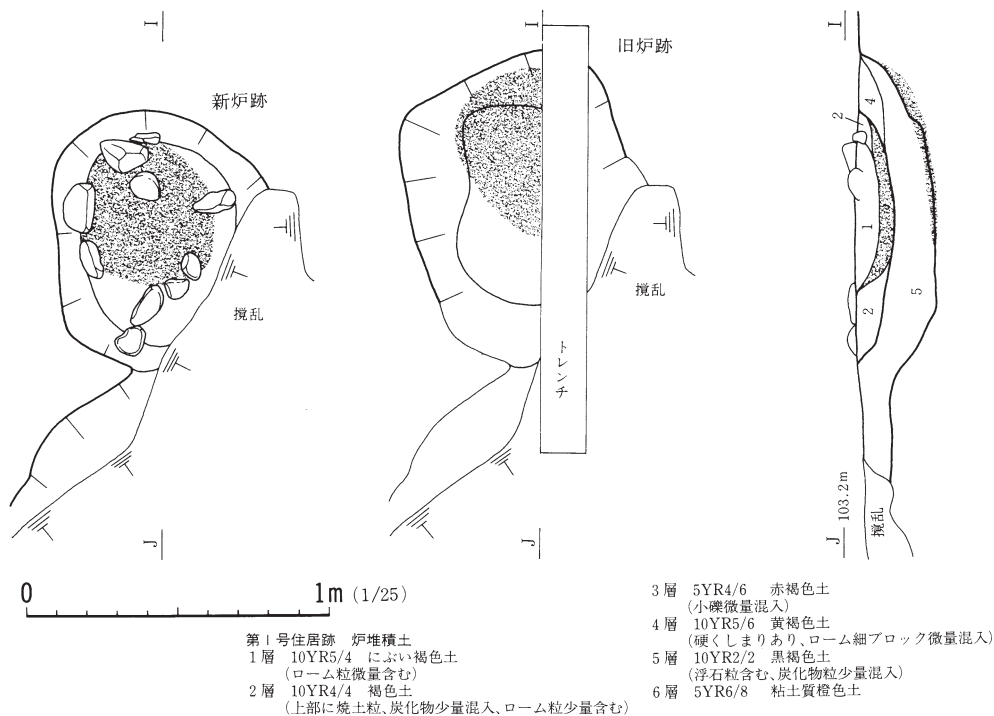 I
I
I
旧炉跡
新炉跡
4
2
1
3
2
5
撹乱
撹乱
トレンチ
103.2m
撹乱
J
J
J
0 1m (1/25)
第1号住居跡 炉堆積土
1層 10YR5/4 にぶい褐色土
(ローム粒微量含む)
2層 10YR4/4 褐色土
(上部に焼土粒、炭化物少量混入、ローム粒少量含む)
3層 5YR4/6 赤褐色土
(小礫微量混入)
4層 10YR5/6 黄褐色土
(硬くしまりあり、ローム細ブロック微量混入)
5層 10YR2/2 黒褐色土
(浮石粒含む、炭化物粒少量混入)
6層 5YR6/8 粘土質橙色土